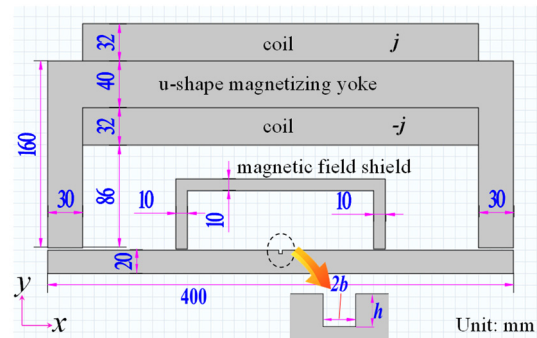 32
coil j
40
u-shape magnetizing yoke
32
coil -j
160
magnetic field shield
86
30
10
10
10
30
20
2b
400
h
y
x
Unit: mm